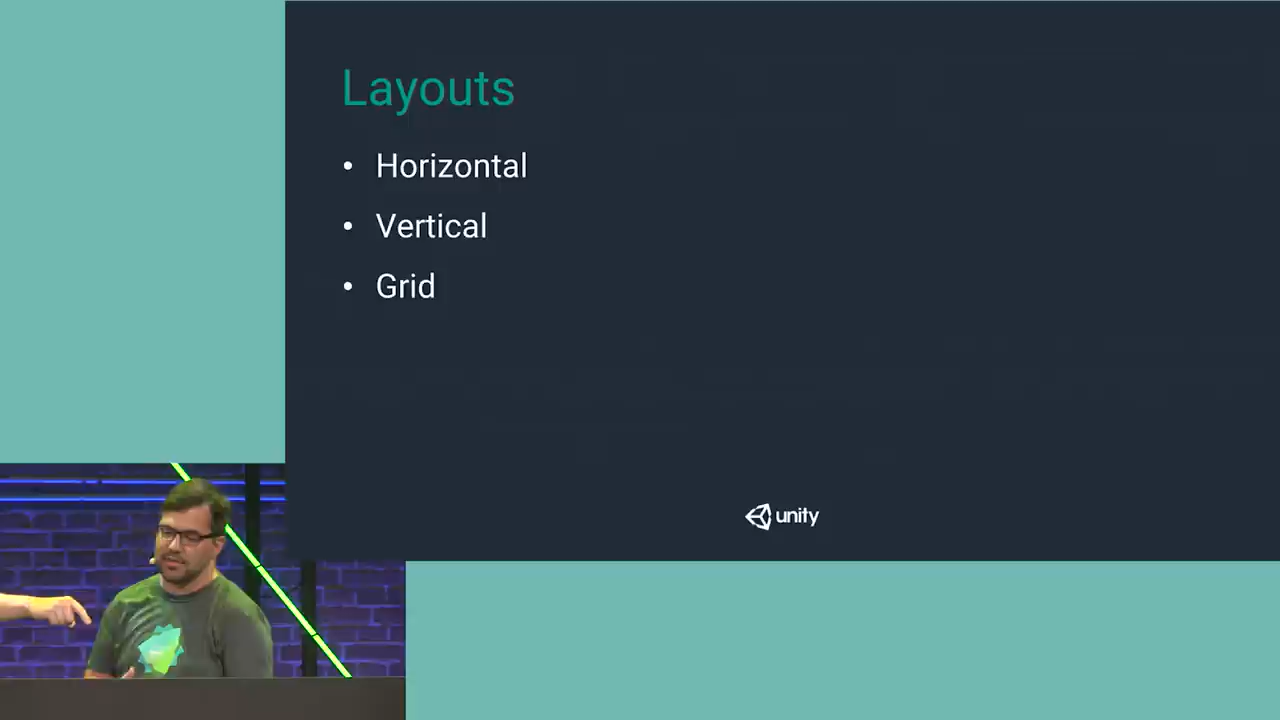 Layouts
• Horizontal
• Vertical
• Grid
unity